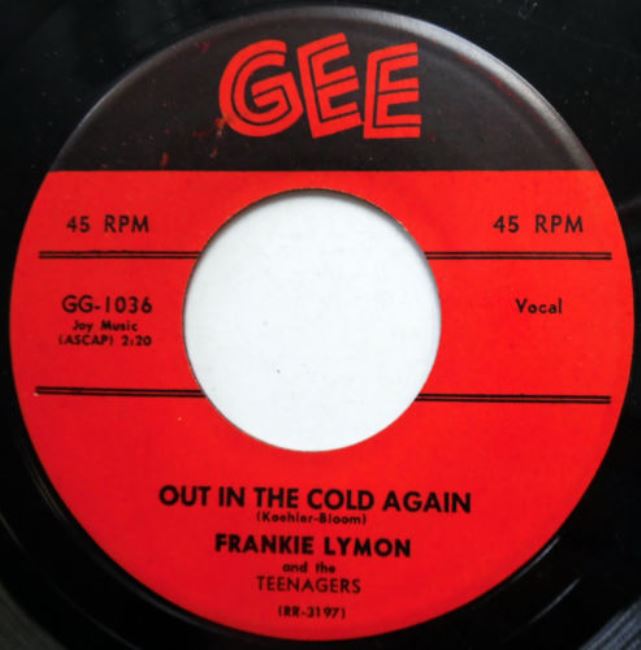 GEE
45 RPM 45 RPM
GG-1036 Vocal
Joy Music
(ASCAP) 2:20
OUT IN THE COLD AGAIN
(Koehler-Bloom)
FRANKIE LYMON
and the
TEENAGERS
(RR-3197)